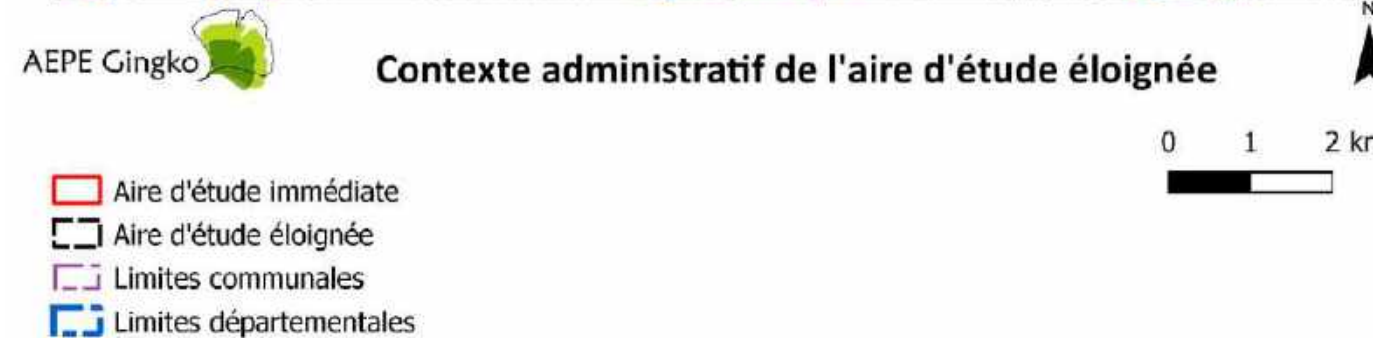 N
AEPE Gingko
Contexte administratif de l'aire d'étude éloignée
0 1 2 km
Aire d'étude immédiate
Aire d'étude éloignée
Limites communales
Limites départementales